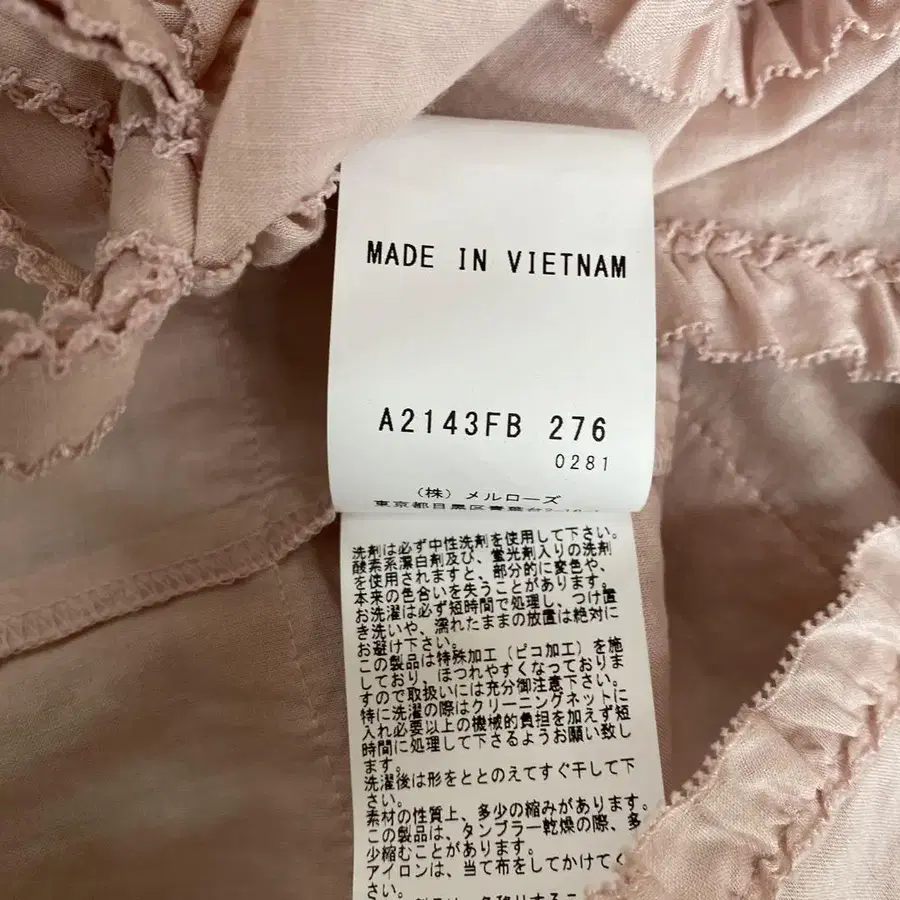 MADE IN VIETNAM
A2143FB 276
0281
(株) メルローズ
東京都目黒区青葉台
洗剤は必ず中性洗剤を使用して下さい。
酸素系漂白剤及び、蛍光剤入りの洗剤
を使用されますと、部分的に変色や、
本来の色合いを失うことがあります。
お洗濯は必ず短時間で処理し、つけ置
き洗いや、濡れたままの放置は絶対に
お避け下さい。
この製品は特殊加工(ピコ加工)を施
しており、ほつれやすくなっておりま
すので取扱いには充分御注意下さい。
特に洗濯の際はクリーニングネットに
入れ必要以上の機械的負担を加えず短
時間に処理して下さるようお願い致し
ます。
洗濯後は形をととのえてすぐ干して下
さい。
素材の性質上、多少の縮みがあります。
この製品は、タンブラー乾燥の際、多
少縮むことがあります。
アイロンは、当て布をしてかけてく
さい。